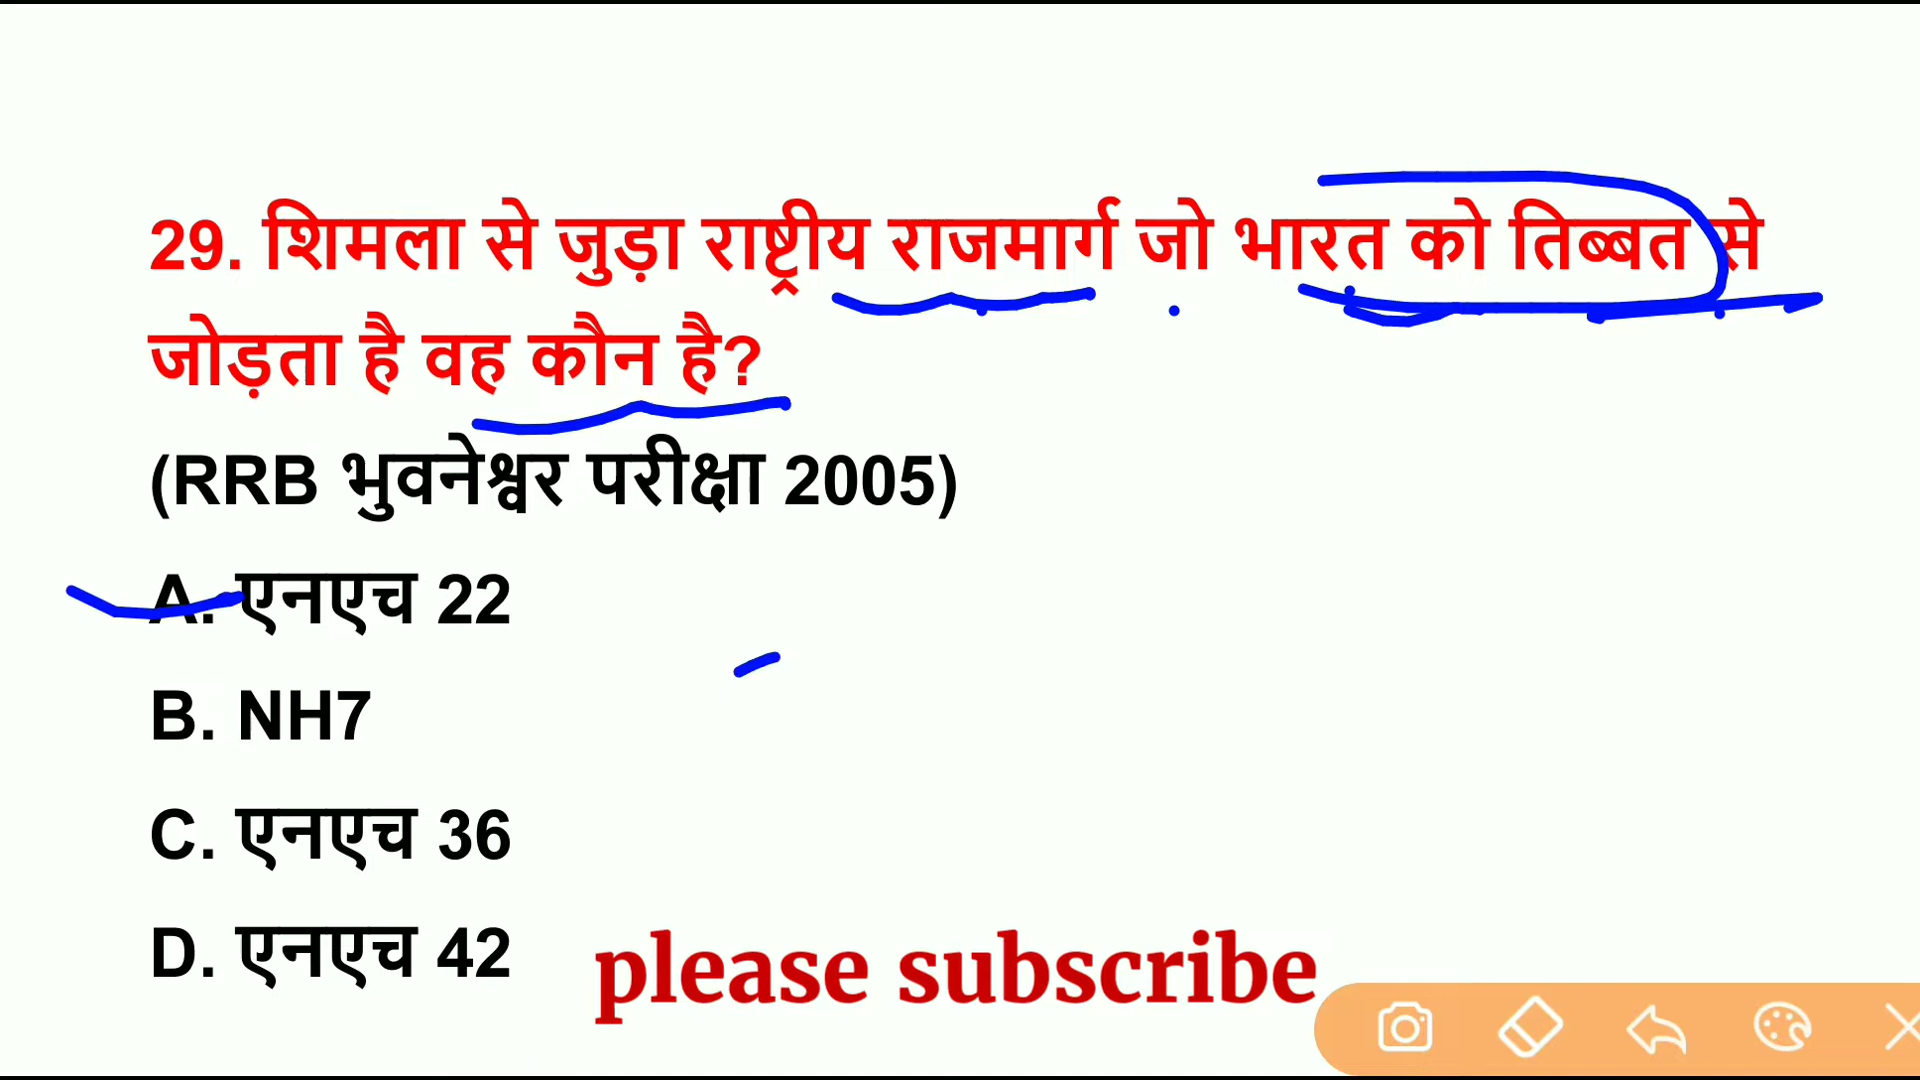 29. शिमला से जुड़ा राष्ट्रीय राजमार्ग जो भारत को तिब्बत से
जोड़ता है वह कौन है?
(RRB भुवनेश्वर परीक्षा 2005)
A. एनएच 22
B. NH7
C. एनएच 36
D. एनएच 42
please subscribe